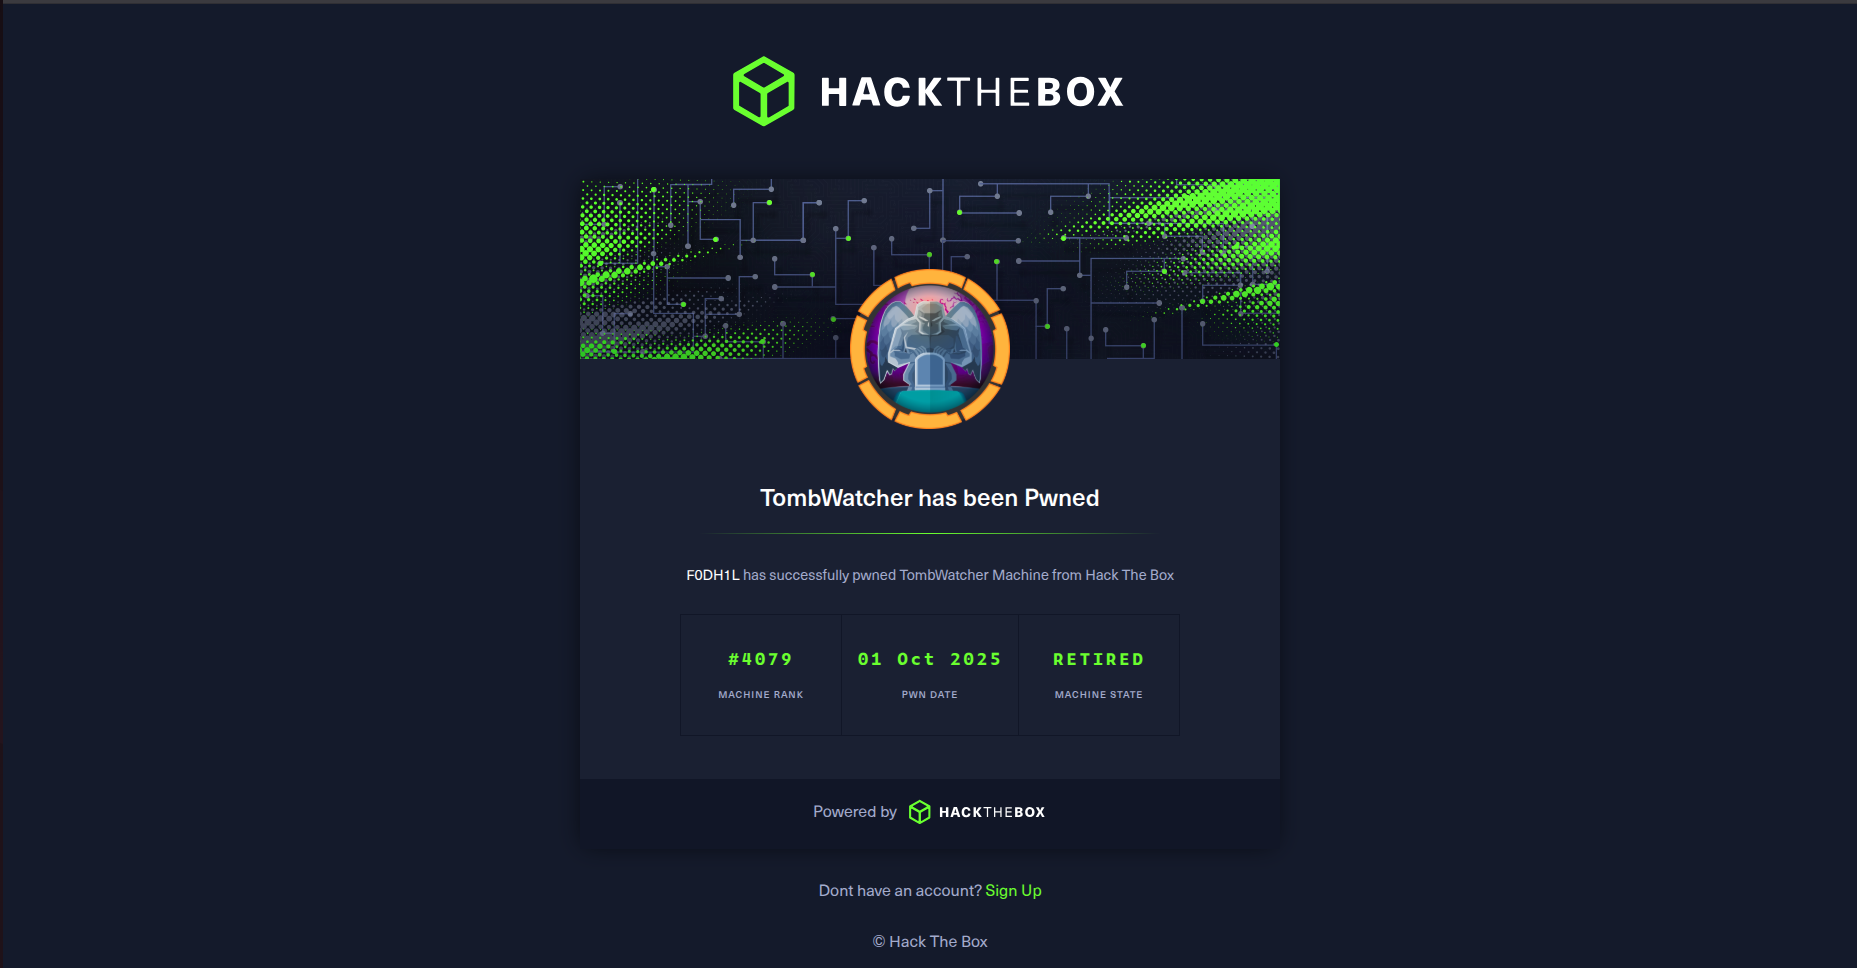 HACKTHEBOX
TombWatcher has been Pwned
F0DH1L has successfully pwned TombWatcher Machine from Hack The Box
#4079 01 Oct 2025 RETIRED
MACHINE RANK PWN DATE MACHINE STATE
Powered by HACKTHEBOX
Dont have an account? Sign Up
© Hack The Box